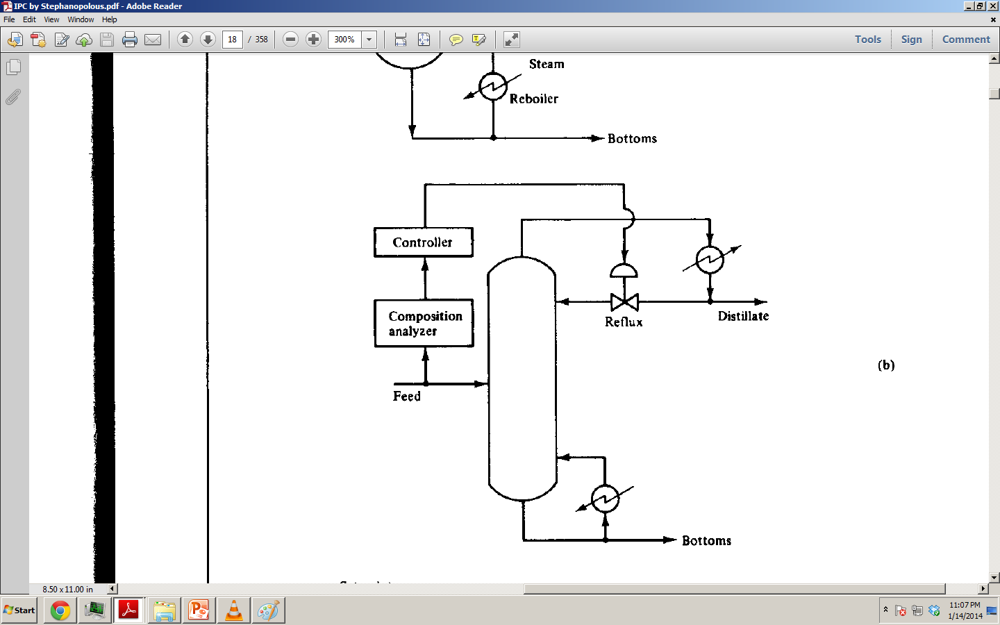 IPC by Stephanopolous.pdf - Adobe Reader
File Edit View Window Help
18 / 358
300%
Tools Sign Comment
Steam
Reboiler
Bottoms
Controller
Composition
analyzer
Reflux
Distillate
(b)
Feed
Bottoms
8.50 x 11.00 in
Start
11:07 PM
1/14/2014